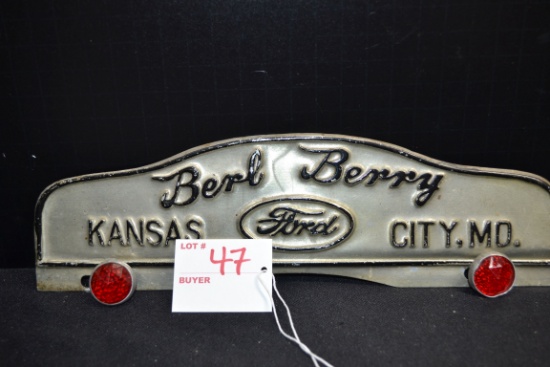 Berl Berry
KANSAS Ford CITY, MO.
LOT # 47
BUYER